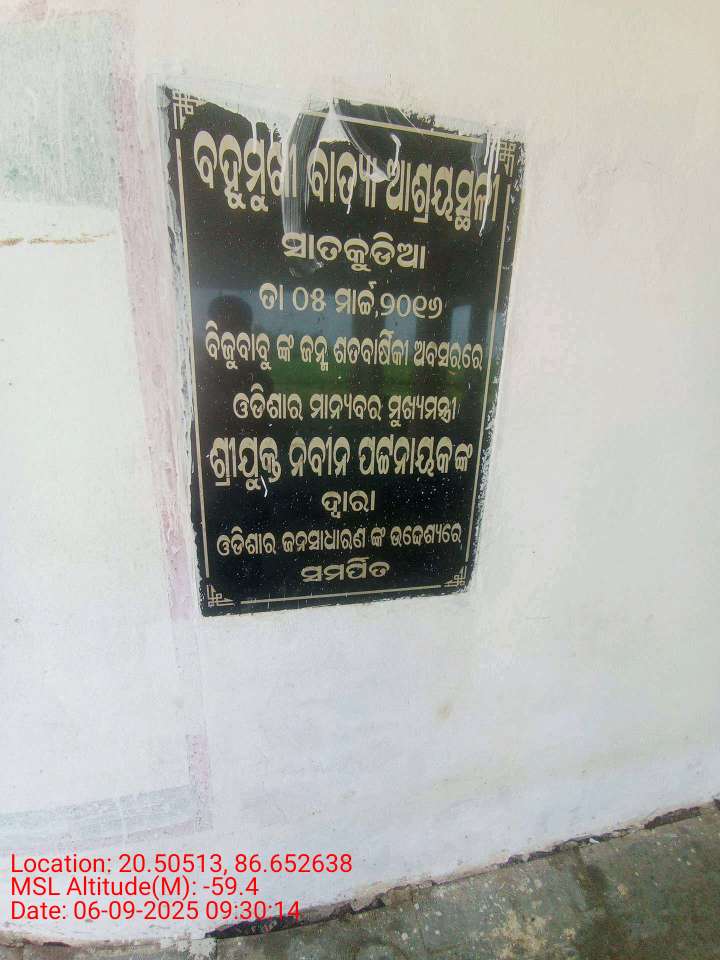 ବହୁମୁଖୀ ବାତ୍ୟା ଆଶ୍ରୟସ୍ଥଳୀ
ସାତକୁଡିଆ
ତା ୦୫ ମାର୍ଚ୍ଚ,୨୦୧୬
ବିଜୁବାବୁ ଙ୍କ ଜନ୍ମ ଶତବାର୍ଷିକୀ ଅବସରରେ
ଓଡିଶାର ମାନ୍ୟବର ମୁଖ୍ୟମନ୍ତ୍ରୀ
ଶ୍ରୀଯୁକ୍ତ ନବୀନ ପଟ୍ଟନାୟକଙ୍କ
ଦ୍ୱାରା
ଓଡିଶାର ଜନସାଧାରଣ ଙ୍କ ଉଦ୍ଦେଶ୍ୟରେ
ସମର୍ପିତ
Location: 20.50513, 86.652638
MSL Altitude(M): -59.4
Date: 06-09-2025 09:30:14